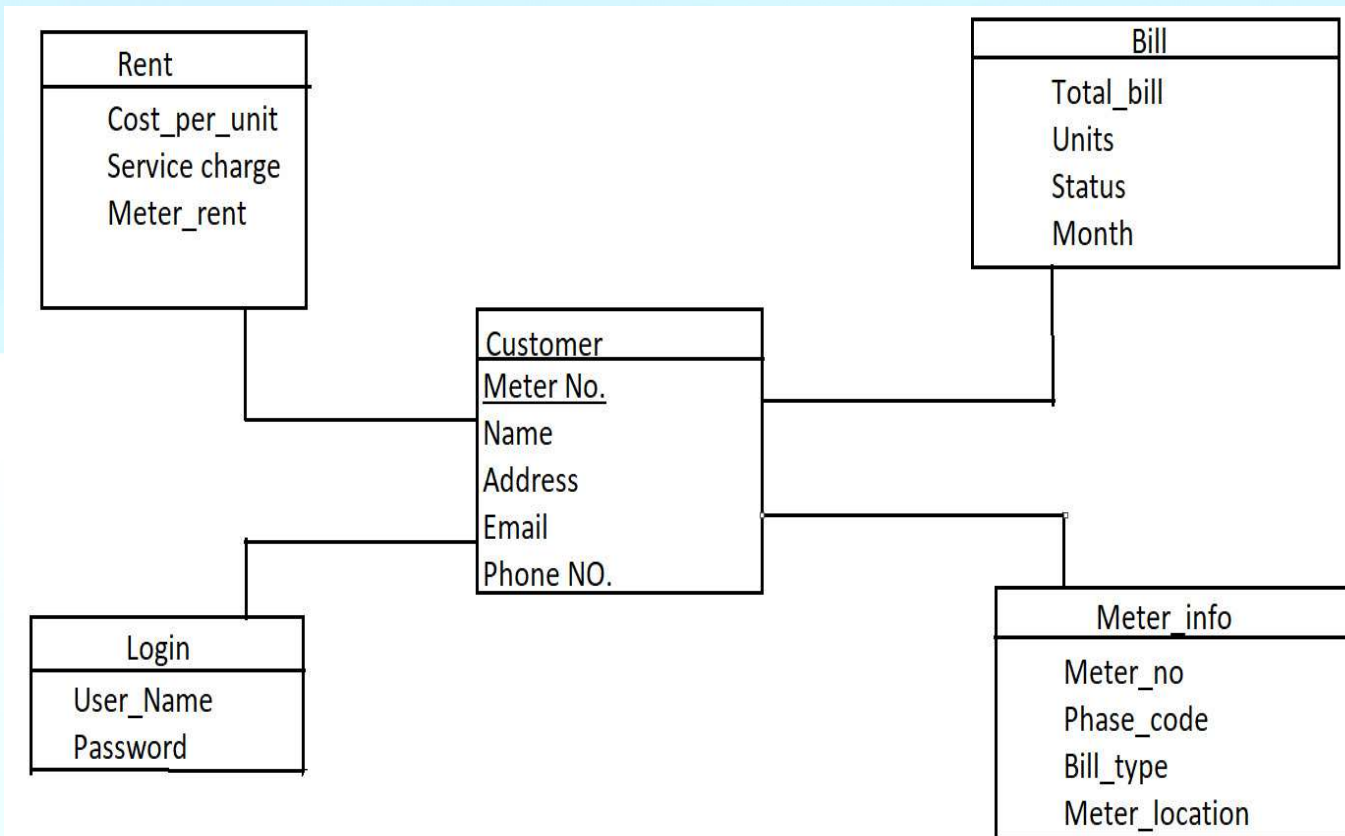 Rent
Cost_per_unit
Service charge
Meter_rent
Bill
Total_bill
Units
Status
Month
Customer
Meter No.
Name
Address
Email
Phone NO.
Login
User_Name
Password
Meter_info
Meter_no
Phase_code
Bill_type
Meter_location